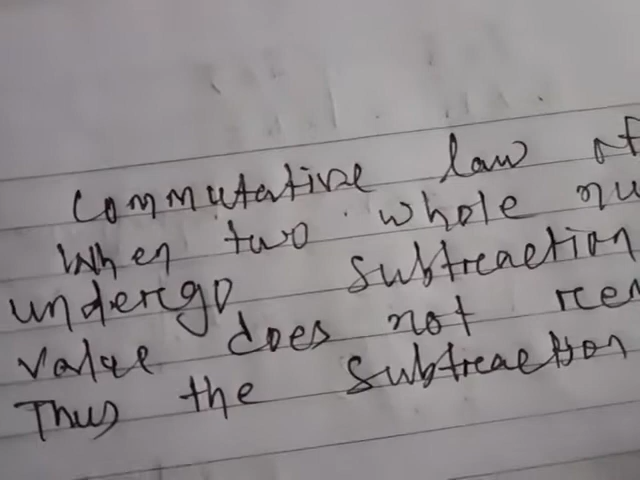 Commutative law of
When two whole nu
undergo subtraction
value does not rem
Thus the subtraction